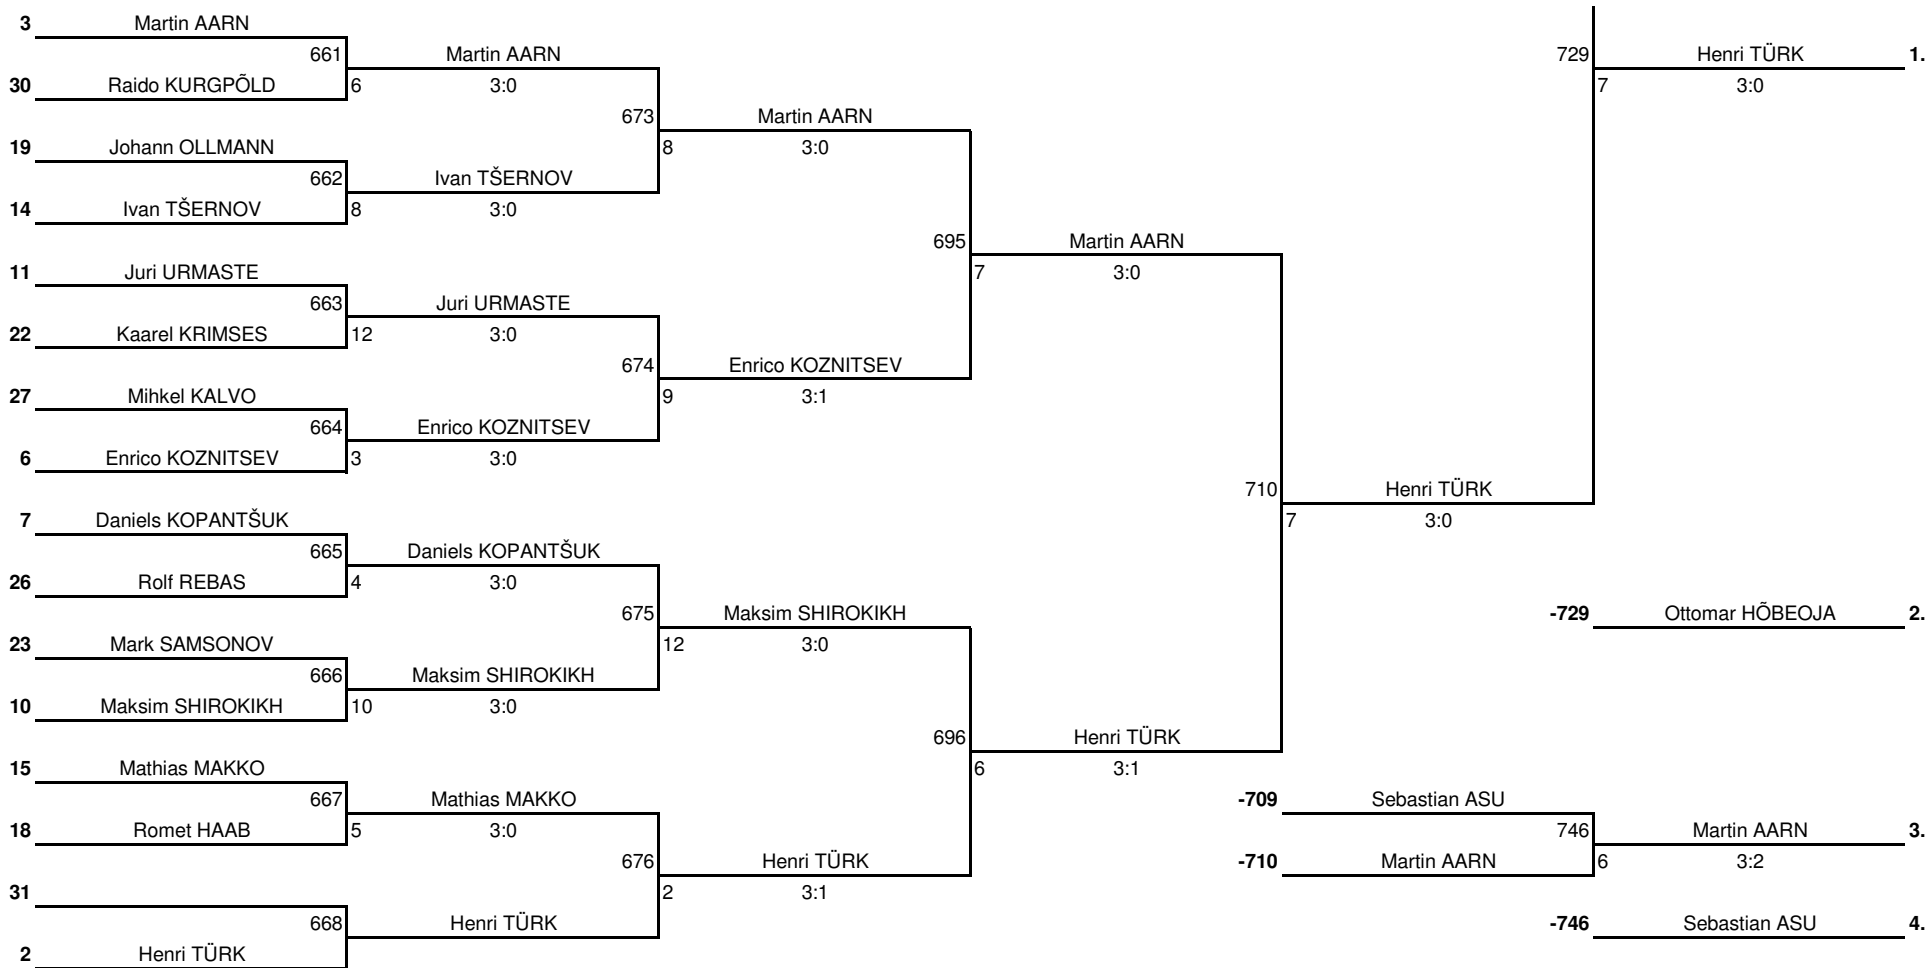 3 Martin AARN
661 Martin AARN
729 Henri TÜRK 1.
30 Raido KURGPÕLD 6 3:0
7 3:0
673 Martin AARN
19 Johann OLLMANN 8 3:0
662 Ivan TŠERNOV
14 Ivan TŠERNOV 8 3:0
695 Martin AARN
11 Juri URMASTE 7 3:0
663 Juri URMASTE
22 Kaarel KRIMSES 12 3:0
674 Enrico KOZNITSEV
27 Mihkel KALVO 9 3:1
664 Enrico KOZNITSEV
6 Enrico KOZNITSEV 3 3:0
710 Henri TÜRK
7 Daniels KOPANTŠUK 7 3:0
665 Daniels KOPANTŠUK
26 Rolf REBAS 4 3:0
675 Maksim SHIROKIKH -729 Ottomar HÕBEOJA 2.
23 Mark SAMSONOV 12 3:0
666 Maksim SHIROKIKH
10 Maksim SHIROKIKH 10 3:0
696 Henri TÜRK
15 Mathias MAKKO 6 3:1
667 Mathias MAKKO -709 Sebastian ASU
18 Romet HAAB 5 3:0 746 Martin AARN 3.
676 Henri TÜRK -710 Martin AARN 6 3:2
31 2 3:1
668 Henri TÜRK -746 Sebastian ASU 4.
2 Henri TÜRK